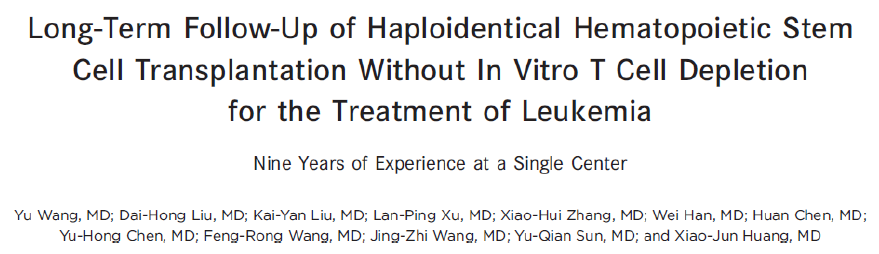 Long-Term Follow-Up of Haploidentical Hematopoietic Stem
Cell Transplantation Without In Vitro T Cell Depletion
for the Treatment of Leukemia
Nine Years of Experience at a Single Center
Yu Wang, MD; Dai-Hong Liu, MD; Kai-Yan Liu, MD; Lan-Ping Xu, MD; Xiao-Hui Zhang, MD; Wei Han, MD; Huan Chen, MD;
Yu-Hong Chen, MD; Feng-Rong Wang, MD; Jing-Zhi Wang, MD; Yu-Qian Sun, MD; and Xiao-Jun Huang, MD